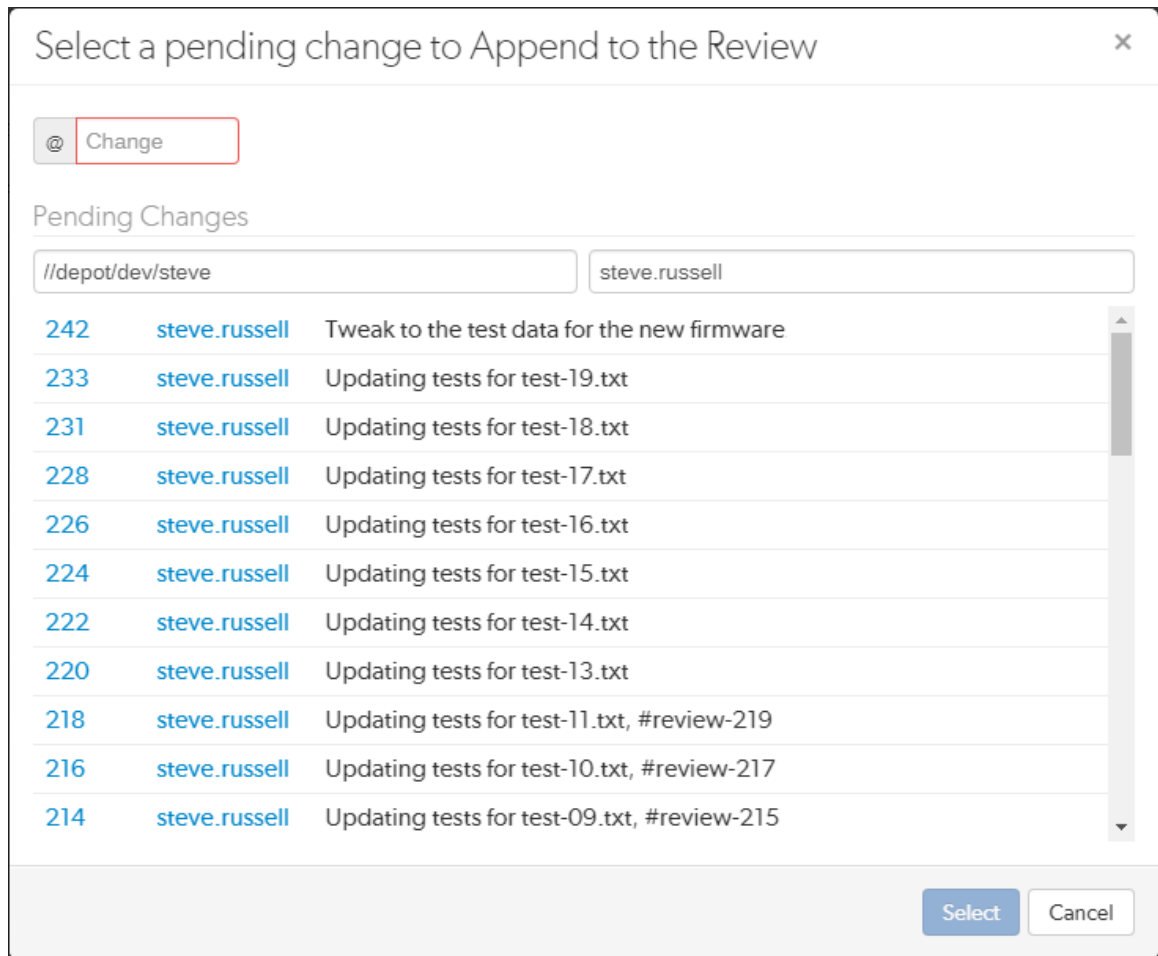 Select a pending change to Append to the Review ×
@ Change
Pending Changes
//depot/dev/steve steve.russell
242 steve.russell Tweak to the test data for the new firmware
233 steve.russell Updating tests for test-19.txt
231 steve.russell Updating tests for test-18.txt
228 steve.russell Updating tests for test-17.txt
226 steve.russell Updating tests for test-16.txt
224 steve.russell Updating tests for test-15.txt
222 steve.russell Updating tests for test-14.txt
220 steve.russell Updating tests for test-13.txt
218 steve.russell Updating tests for test-11.txt, #review-219
216 steve.russell Updating tests for test-10.txt, #review-217
214 steve.russell Updating tests for test-09.txt, #review-215
Select Cancel